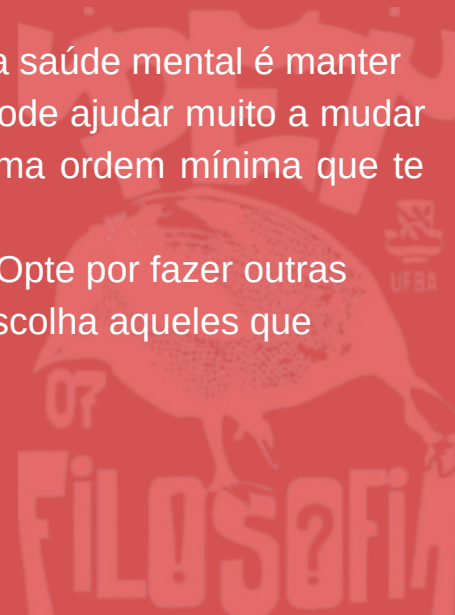 a saúde mental é manter
ode ajudar muito a mudar
ma ordem mínima que te
Opte por fazer outras
scolha aqueles que
PET
UFBA
07
FiLOSOFiA